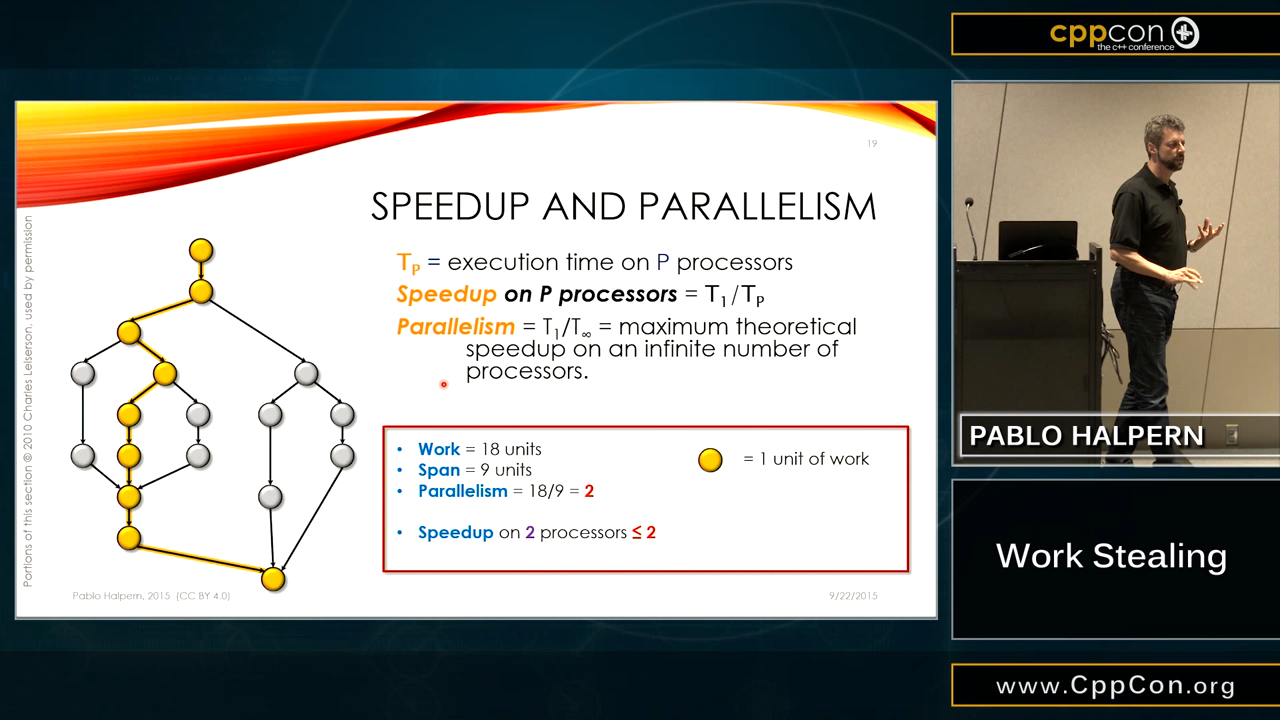 cppcon
the c++ conference
19
SPEEDUP AND PARALLELISM
Tₚ = execution time on P processors
Speedup on P processors = T₁/Tₚ
Parallelism = T₁/T∞ = maximum theoretical
speedup on an infinite number of
processors.
• Work = 18 units
• Span = 9 units
• Parallelism = 18/9 = 2
• Speedup on 2 processors ≤ 2
= 1 unit of work
Portions of this section © 2010 Charles Leiserson, used by permission
Pablo Halpern, 2015 (CC BY 4.0)
9/22/2015
PABLO HALPERN
Work Stealing
www.CppCon.org